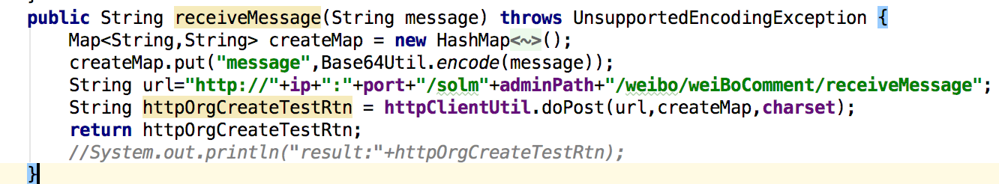 public String receiveMessage(String message) throws UnsupportedEncodingException {
Map<String,String> createMap = new HashMap<~>();
createMap.put("message",Base64Util.encode(message));
String url="http://"+ip+":"+port+"/solm"+adminPath+"/weibo/weiBoComment/receiveMessage";
String httpOrgCreateTestRtn = httpClientUtil.doPost(url,createMap,charset);
return httpOrgCreateTestRtn;
//System.out.println("result:"+httpOrgCreateTestRtn);
}